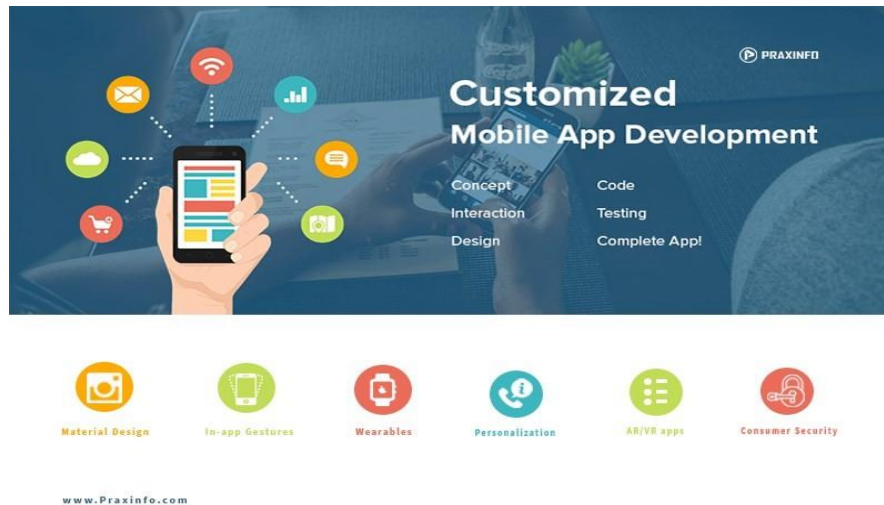 PRAXINFO
Customized
Mobile App Development
Concept
Interaction
Design
Code
Testing
Complete App!
Material Design
In-app Gestures
Wearables
Personalization
AR/VR apps
Consumer Security
www.Praxinfo.com